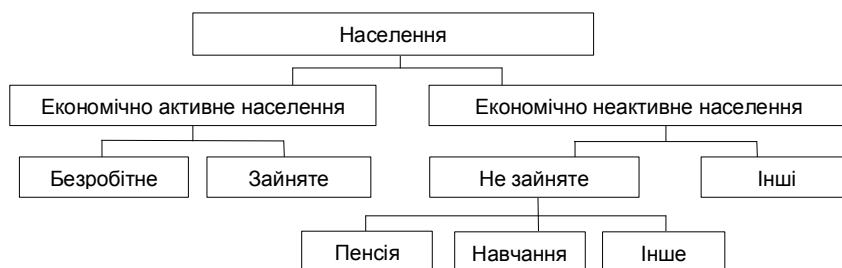 Населення
Економічно активне населення
Економічно неактивне населення
Безробітне
Зайняте
Не зайняте
Інші
Пенсія
Навчання
Інше